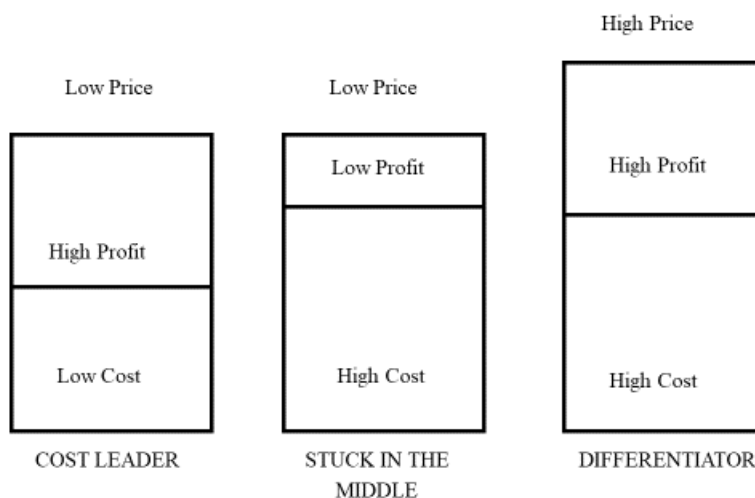 High Price
Low Price
Low Price
Low Profit
High Profit
High Profit
Low Cost
High Cost
High Cost
COST LEADER
STUCK IN THE
MIDDLE
DIFFERENTIATOR